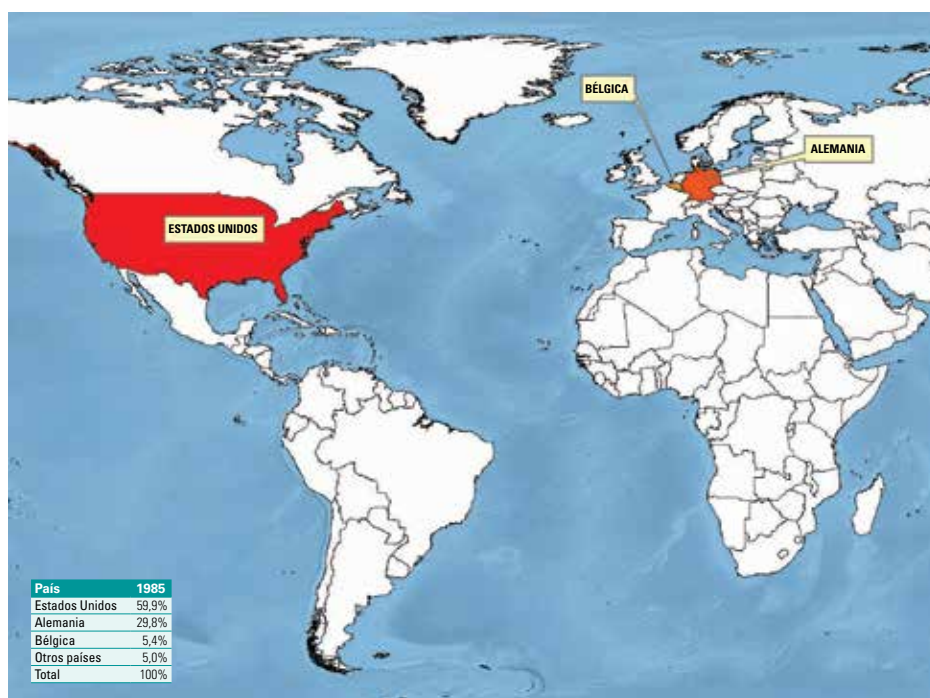 BÉLGICA
ALEMANIA
ESTADOS UNIDOS
País 1985
Estados Unidos 59,9%
Alemania 29,8%
Bélgica 5,4%
Otros países 5,0%
Total 100%